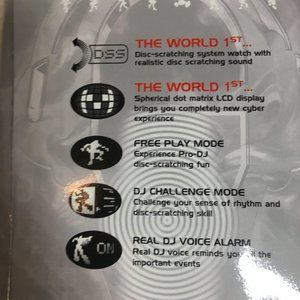 DSS
THE WORLD 1ST...
Disc-scratching system watch with
realistic disc scratching sound
THE WORLD 1ST...
Spherical dot matrix LCD display
brings you completely new cyber
experience
FREE PLAY MODE
Experience Pro-DJ
disc-scratching fun
DJ CHALLENGE MODE
Challenge your sense of rhythm and
disc-scratching skill
ON
REAL DJ VOICE ALARM
Real DJ voice reminds you all the
important events